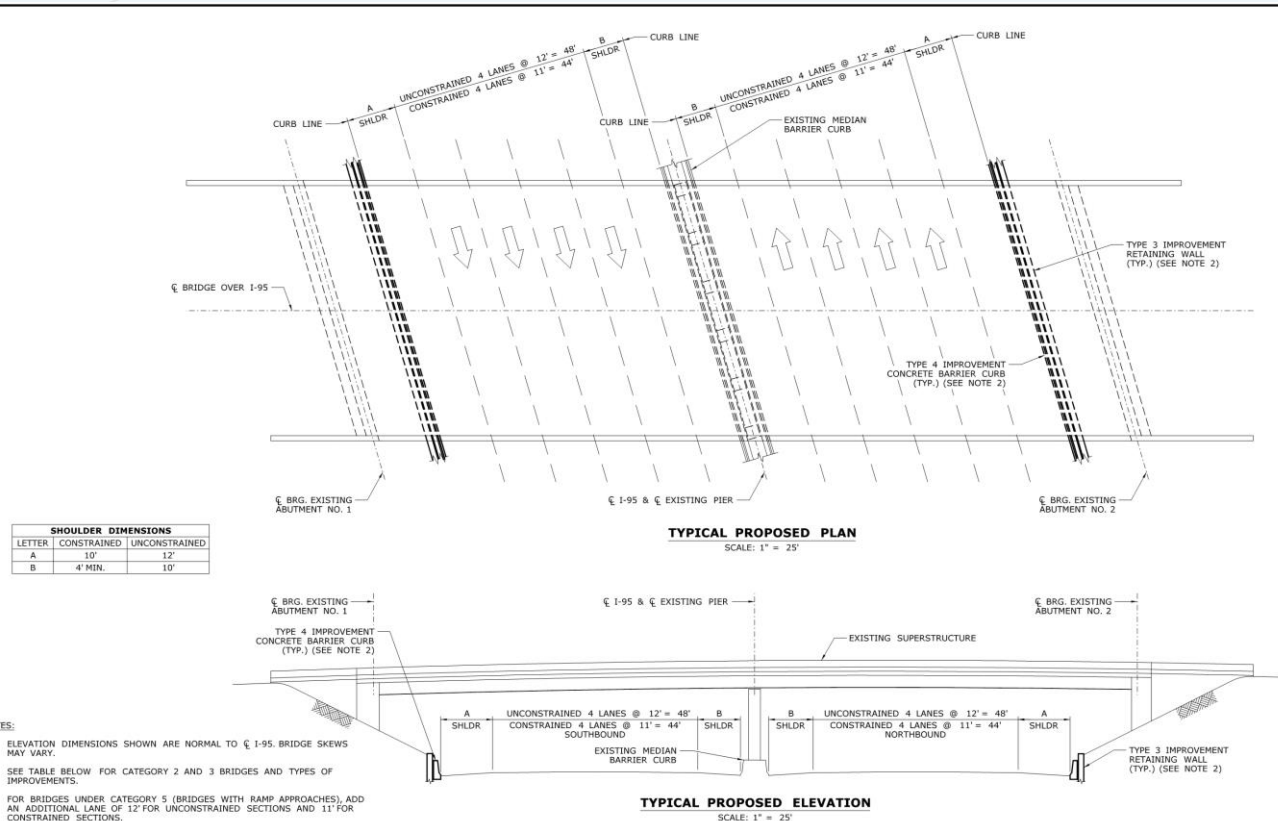 B
SHLDR
CURB LINE
UNCONSTRAINED 4 LANES @ 12' = 48'
CONSTRAINED 4 LANES @ 11' = 44'
A
SHLDR
CURB LINE
A
SHLDR
CURB LINE
UNCONSTRAINED 4 LANES @ 12' = 48'
CONSTRAINED 4 LANES @ 11' = 44'
B
SHLDR
CURB LINE
EXISTING MEDIAN
BARRIER CURB
TYPE 3 IMPROVEMENT
RETAINING WALL
(TYP.) (SEE NOTE 2)
℄ BRIDGE OVER I-95
TYPE 4 IMPROVEMENT
CONCRETE BARRIER CURB
(TYP.) (SEE NOTE 2)
℄ BRG. EXISTING
ABUTMENT NO. 1
℄ I-95 & ℄ EXISTING PIER
℄ BRG. EXISTING
ABUTMENT NO. 2
TYPICAL PROPOSED PLAN
SCALE: 1" = 25'
SHOULDER DIMENSIONS
LETTER CONSTRAINED UNCONSTRAINED
A 10' 12'
B 4' MIN. 10'
℄ BRG. EXISTING
ABUTMENT NO. 1
℄ I-95 & ℄ EXISTING PIER
℄ BRG. EXISTING
ABUTMENT NO. 2
TYPE 4 IMPROVEMENT
CONCRETE BARRIER CURB
(TYP.) (SEE NOTE 2)
EXISTING SUPERSTRUCTURE
A
SHLDR
UNCONSTRAINED 4 LANES @ 12' = 48'
CONSTRAINED 4 LANES @ 11' = 44'
SOUTHBOUND
B
SHLDR
B
SHLDR
UNCONSTRAINED 4 LANES @ 12' = 48'
CONSTRAINED 4 LANES @ 11' = 44'
NORTHBOUND
A
SHLDR
EXISTING MEDIAN
BARRIER CURB
TYPE 3 IMPROVEMENT
RETAINING WALL
(TYP.) (SEE NOTE 2)
TYPICAL PROPOSED ELEVATION
SCALE: 1" = 25'
TES:
ELEVATION DIMENSIONS SHOWN ARE NORMAL TO ℄ I-95. BRIDGE SKEWS
MAY VARY.
SEE TABLE BELOW FOR CATEGORY 2 AND 3 BRIDGES AND TYPES OF
IMPROVEMENTS.
FOR BRIDGES UNDER CATEGORY 5 (BRIDGES WITH RAMP APPROACHES), ADD
AN ADDITIONAL LANE OF 12' FOR UNCONSTRAINED SECTIONS AND 11' FOR
CONSTRAINED SECTIONS.